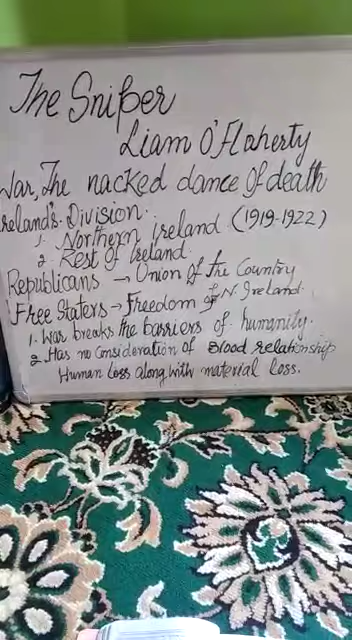 The Sniper
Liam O'Flaherty
War, The nacked dance of death
reland's Division.
1. Northern ireland (1919-1922)
2. Rest of Ireland.
Republicans → Union of the Country
Free Staters → Freedom of N. Ireland.
1. War breaks the barriers of humanity.
2. Has no Consideration of Blood relationship
Human Loss along with material loss.